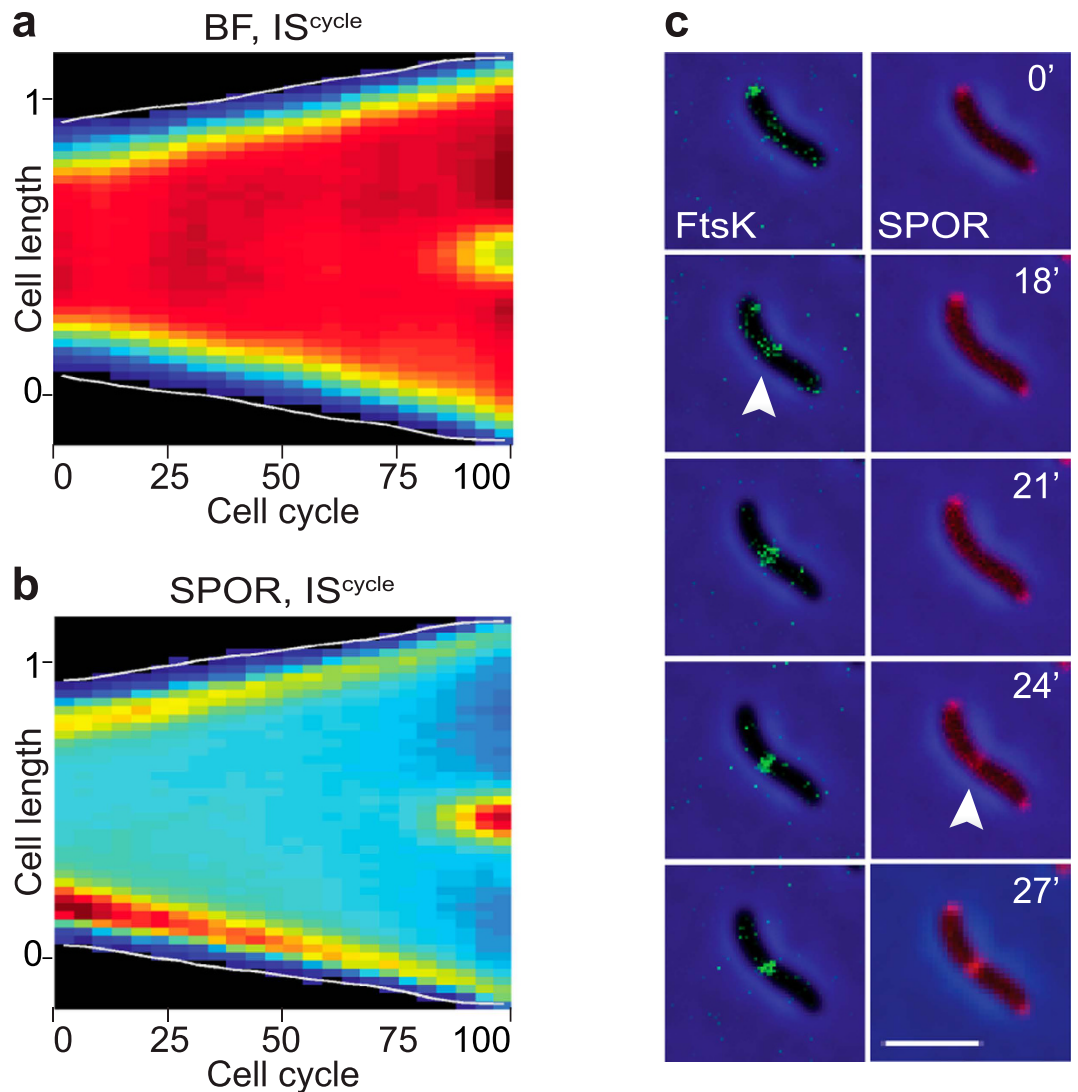 a
BF, IS^cycle
1
0
Cell length
0 25 50 75 100
Cell cycle
b
SPOR, IS^cycle
1
0
Cell length
0 25 50 75 100
Cell cycle
c
0'
FtsK SPOR
18'
21'
24'
27'